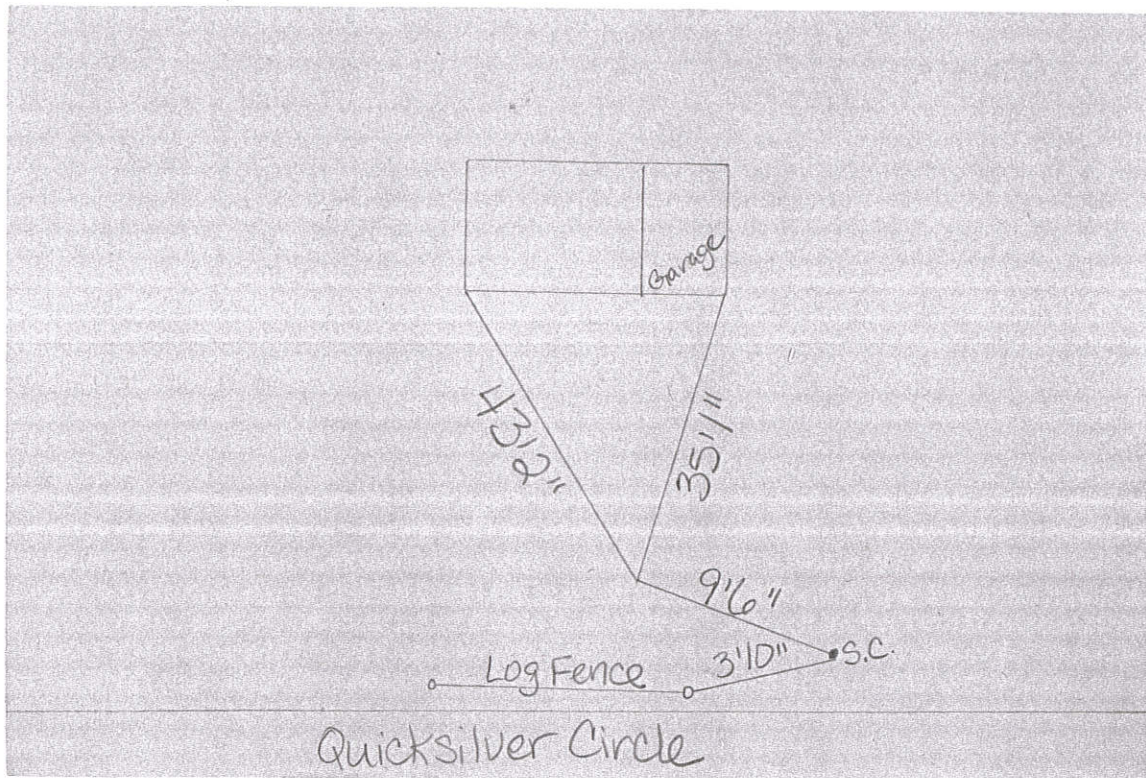 Garage
43'2"
35'1"
9'6"
3'10"
S.C.
Log Fence
Quicksilver Circle